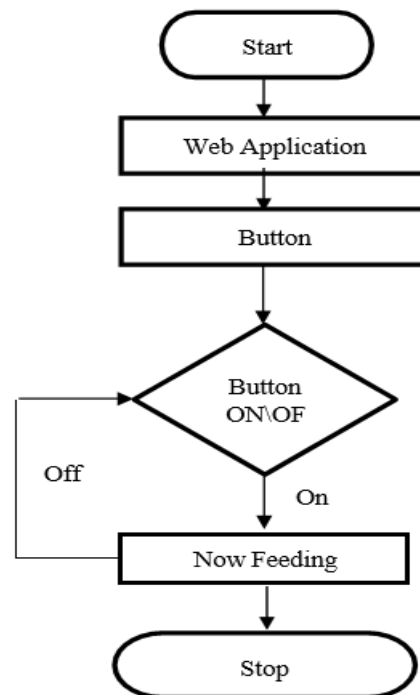 Start
Web Application
Button
Button
ON\OF
Off
On
Now Feeding
Stop